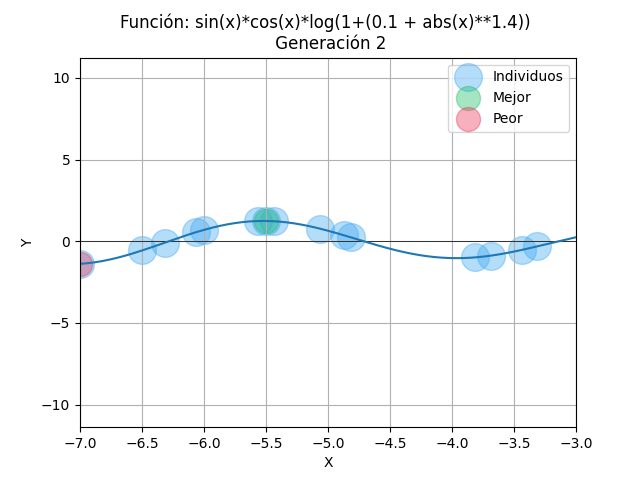 Función: sin(x)*cos(x)*log(1+(0.1 + abs(x)**1.4))
Generación 2
Individuos
Mejor
Peor
10
5
0
−5
−10
Y
−7.0 −6.5 −6.0 −5.5 −5.0 −4.5 −4.0 −3.5 −3.0
X